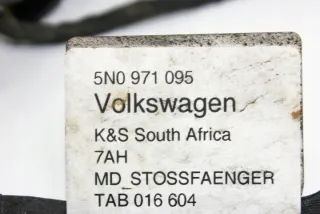 5N0 971 095
Volkswagen
K&S South Africa
7AH
MD_STOSSFAENGER
TAB 016 604